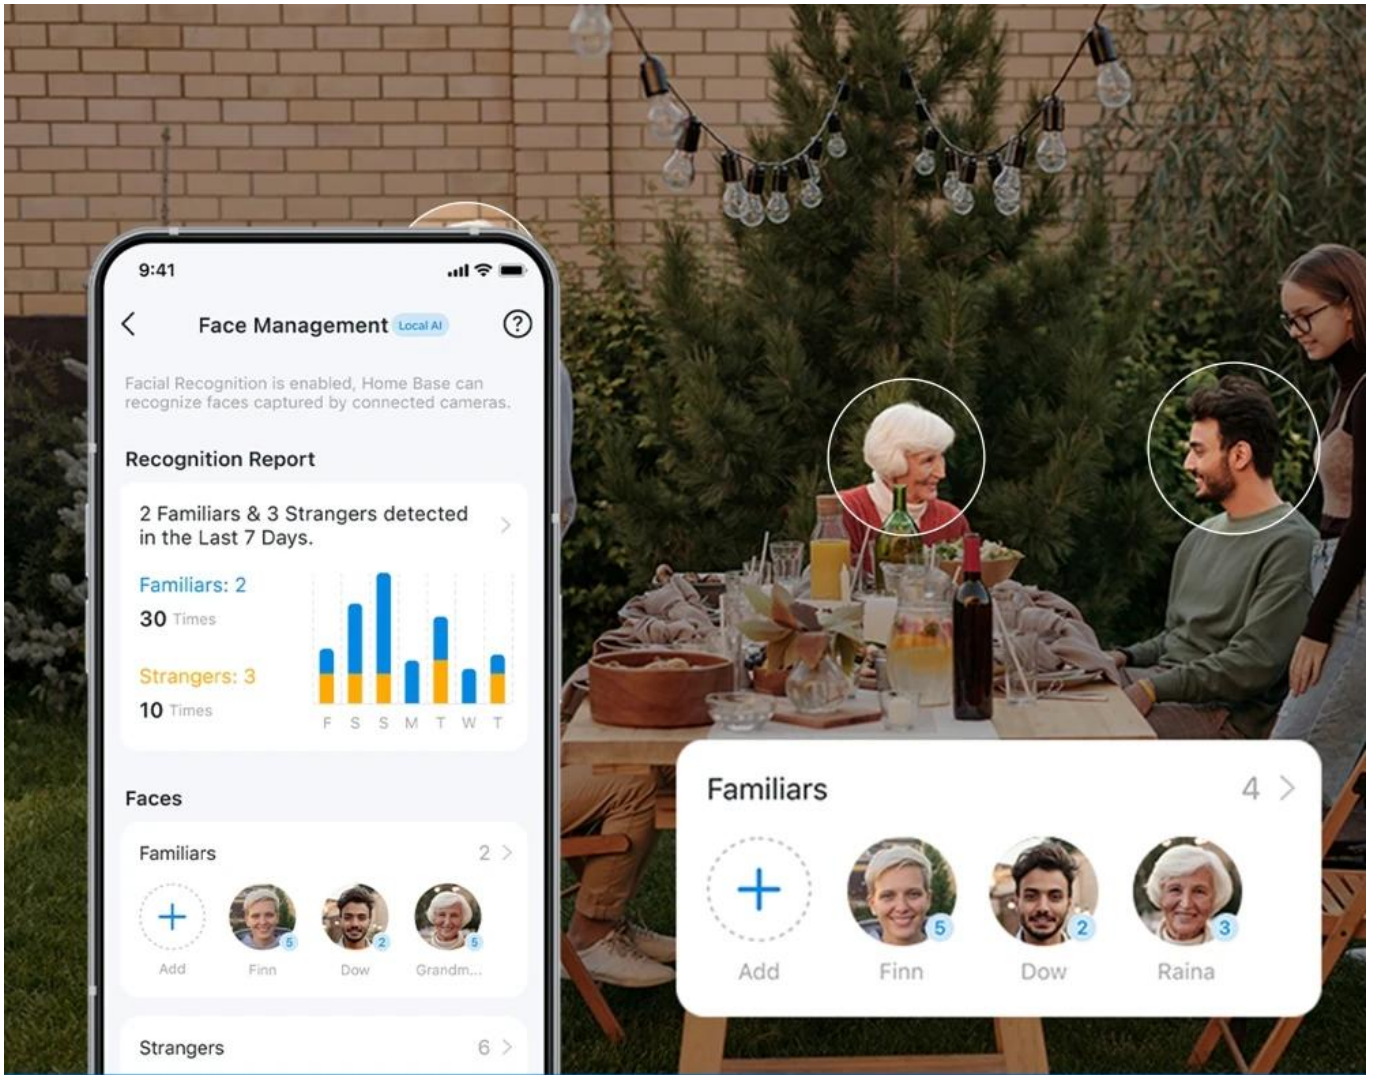 9:41
Face Management Local AI
?
Facial Recognition is enabled, Home Base can
recognize faces captured by connected cameras.
Recognition Report
2 Familiars & 3 Strangers detected
in the Last 7 Days.
Familiars: 2
30 Times
Strangers: 3
10 Times
F S S M T W T
Faces
Familiars 2
5 2 5
Add Finn Dow Grandm...
Strangers 6
Familiars 4
5 2 3
Add Finn Dow Raina